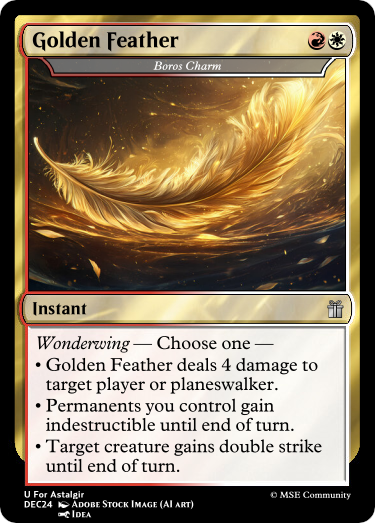 Golden Feather
Boros Charm
Instant
Wonderwing — Choose one —
• Golden Feather deals 4 damage to
target player or planeswalker.
• Permanents you control gain
indestructible until end of turn.
• Target creature gains double strike
until end of turn.
U For Astalgir
DEC24 Adobe Stock Image (AI art)
Idea
© MSE Community